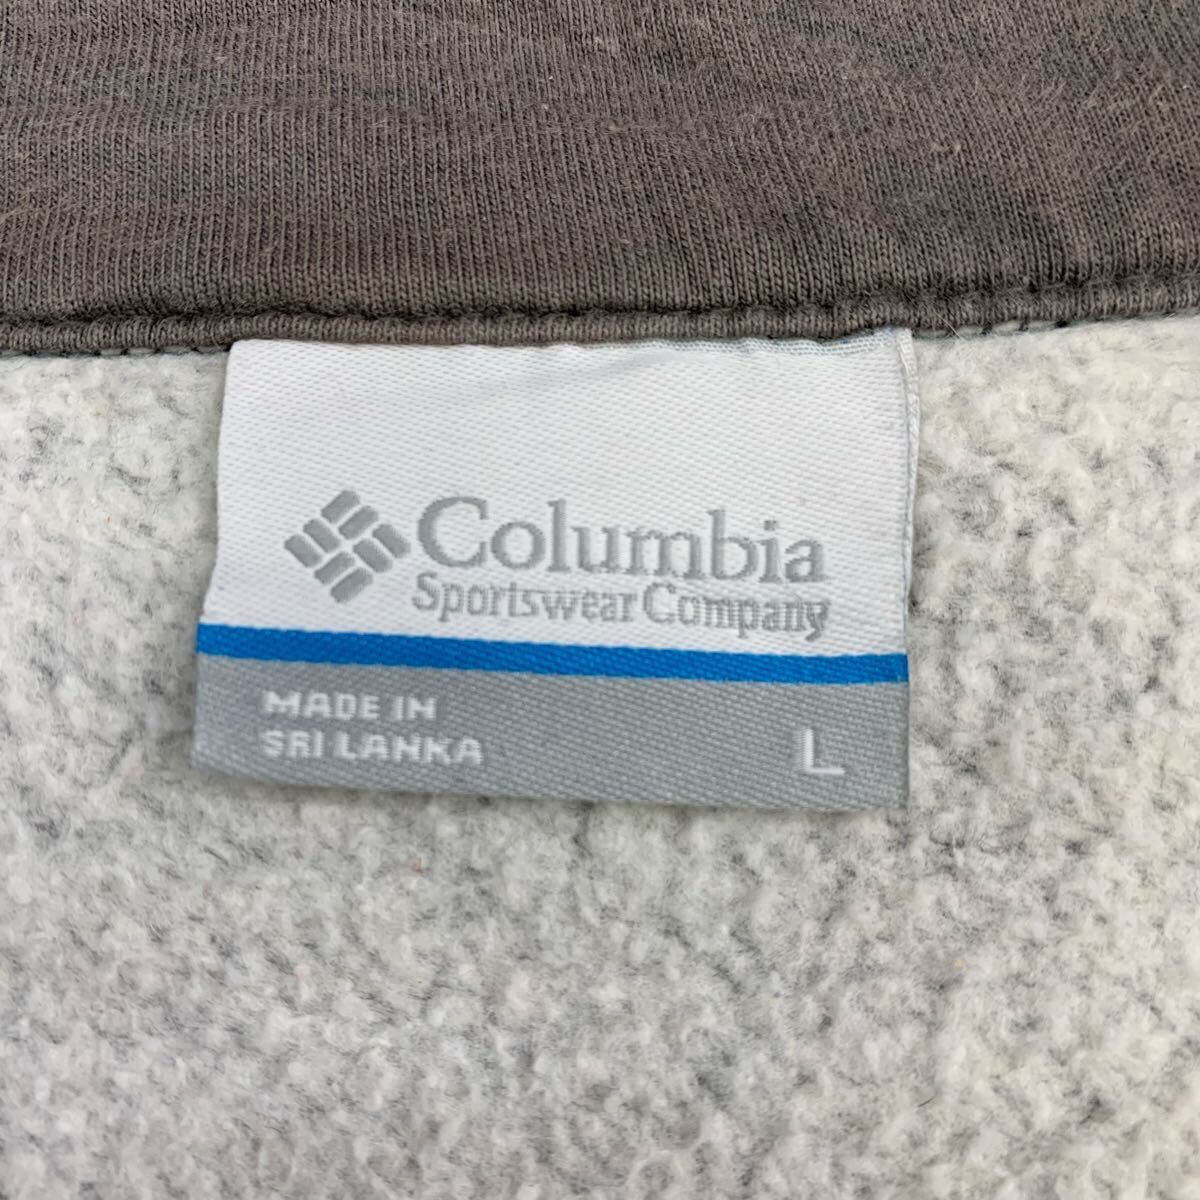 Columbia
Sportswear Company
MADE IN
SRI LANKA
L